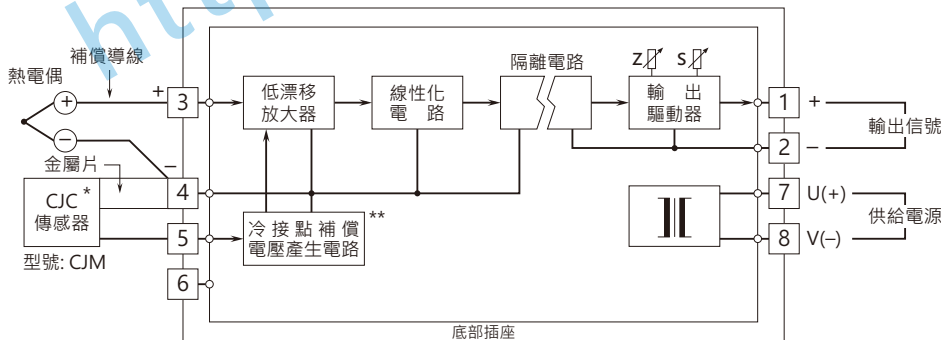 http
補償導線
熱電偶
+
−
+
−
金屬片
CJC *
傳感器
型號: CJM
3
4
5
6
低漂移
放大器
線性化
電 路
隔離電路
Z
S
輸 出
驅動器
冷 接 點 補 償
電壓產生電路
**
1
+
2
−
輸出信號
7
U(+)
8
V(−)
供給電源
底部插座